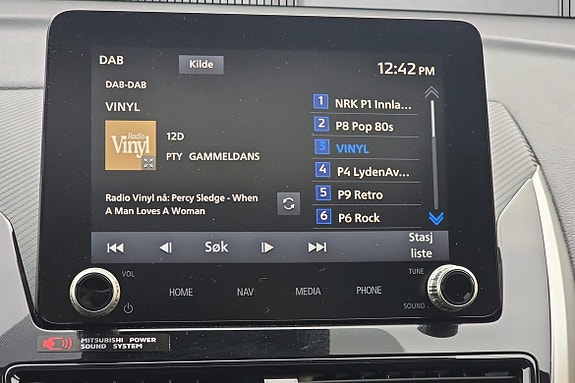 DAB
Kilde
12:42 PM
DAB-DAB
VINYL
Radio
Vinyl
12D
PTY GAMMELDANS
Radio Vinyl nå: Percy Sledge - When
A Man Loves A Woman
1 NRK P1 Innla...
2 P8 Pop 80s
3 VINYL
4 P4 LydenAv...
5 P9 Retro
6 P6 Rock
Søk
Stasj
liste
VOL
HOME
NAV
MEDIA
PHONE
TUNE
SOUND
MITSUBISHI POWER
SOUND SYSTEM